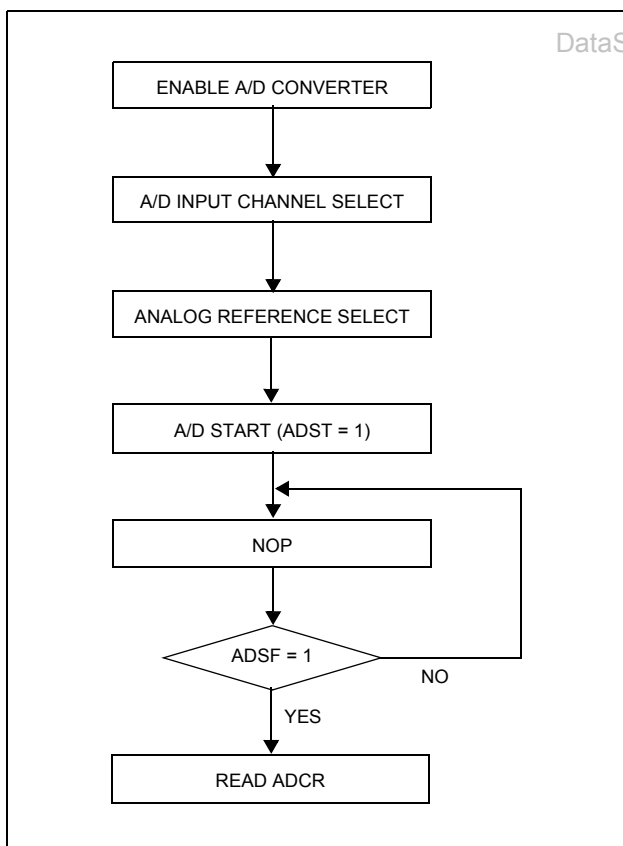 DataS
ENABLE A/D CONVERTER
A/D INPUT CHANNEL SELECT
ANALOG REFERENCE SELECT
A/D START (ADST = 1)
NOP
ADSF = 1
NO
YES
READ ADCR